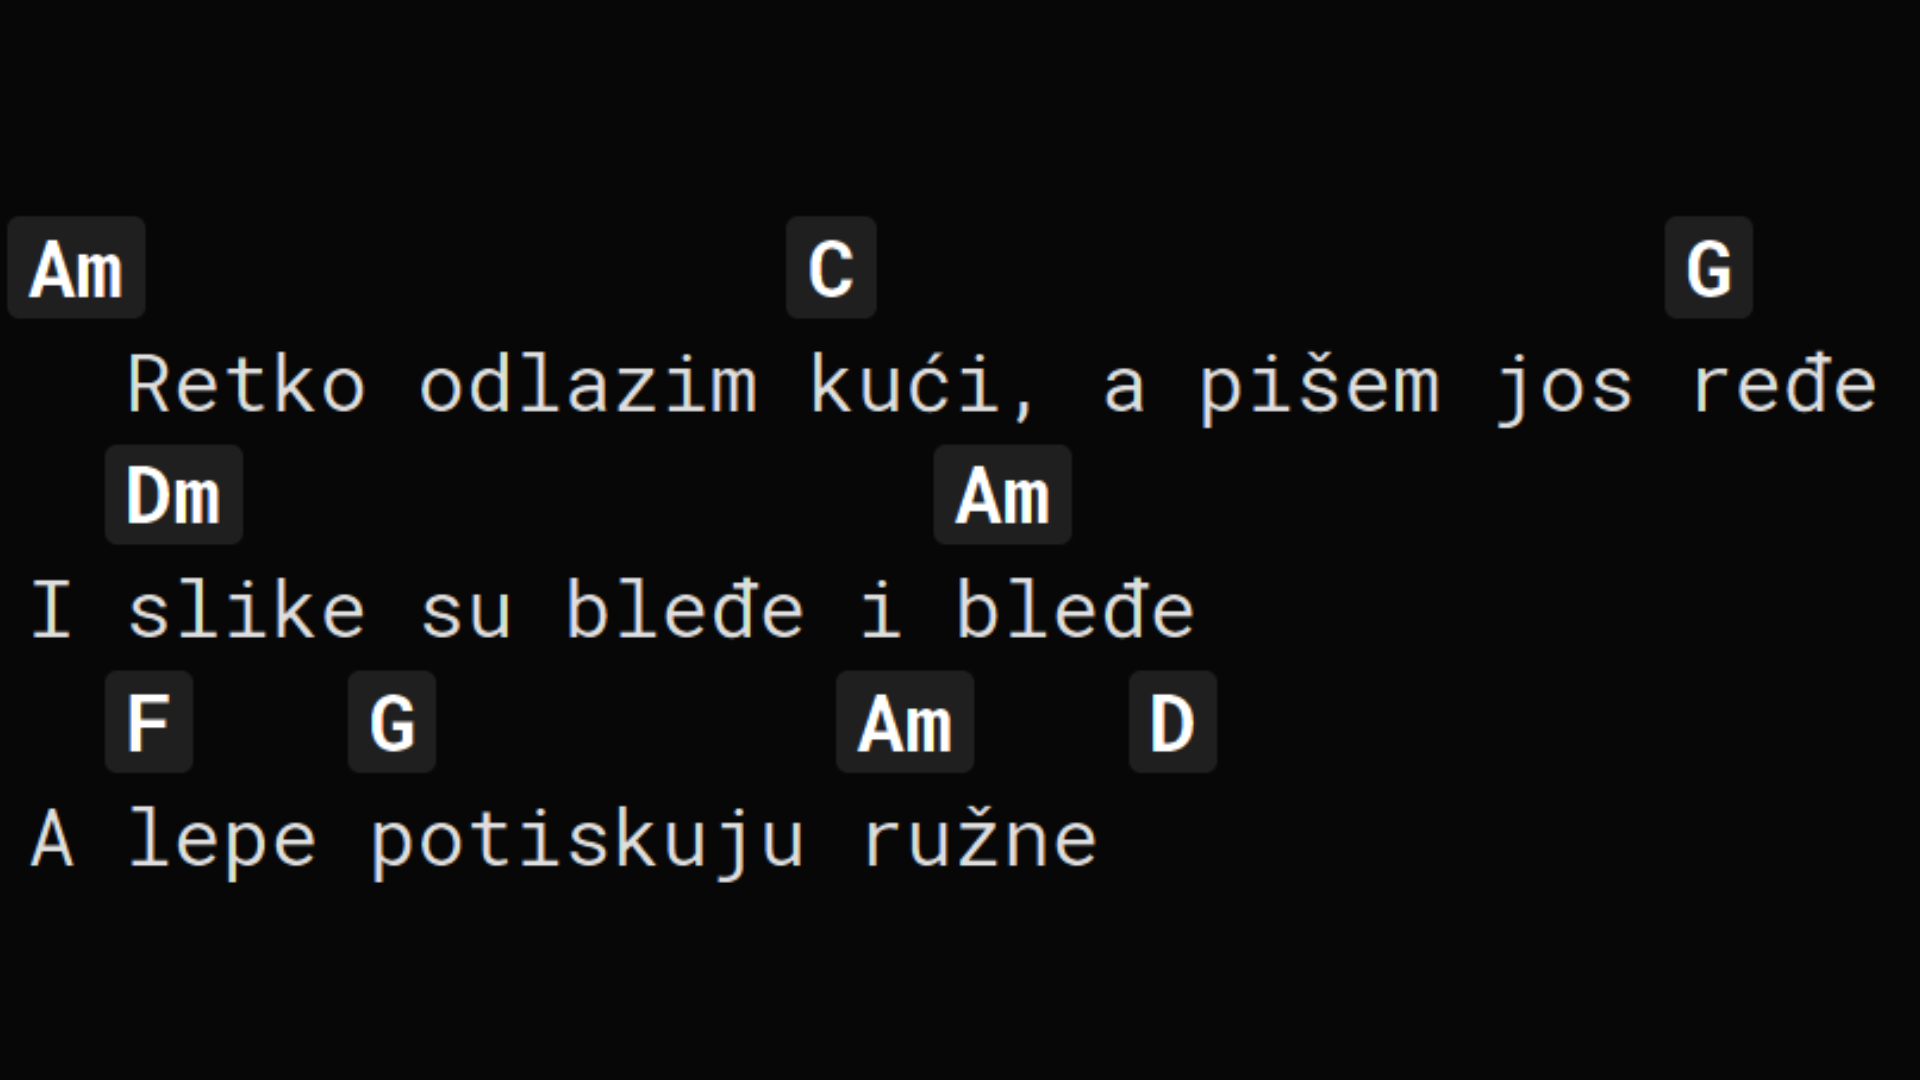 Am C G
Retko odlazim kući, a pišem jos ređe
Dm Am
I slike su bleđe i bleđe
F G Am D
A lepe potiskuju ružne